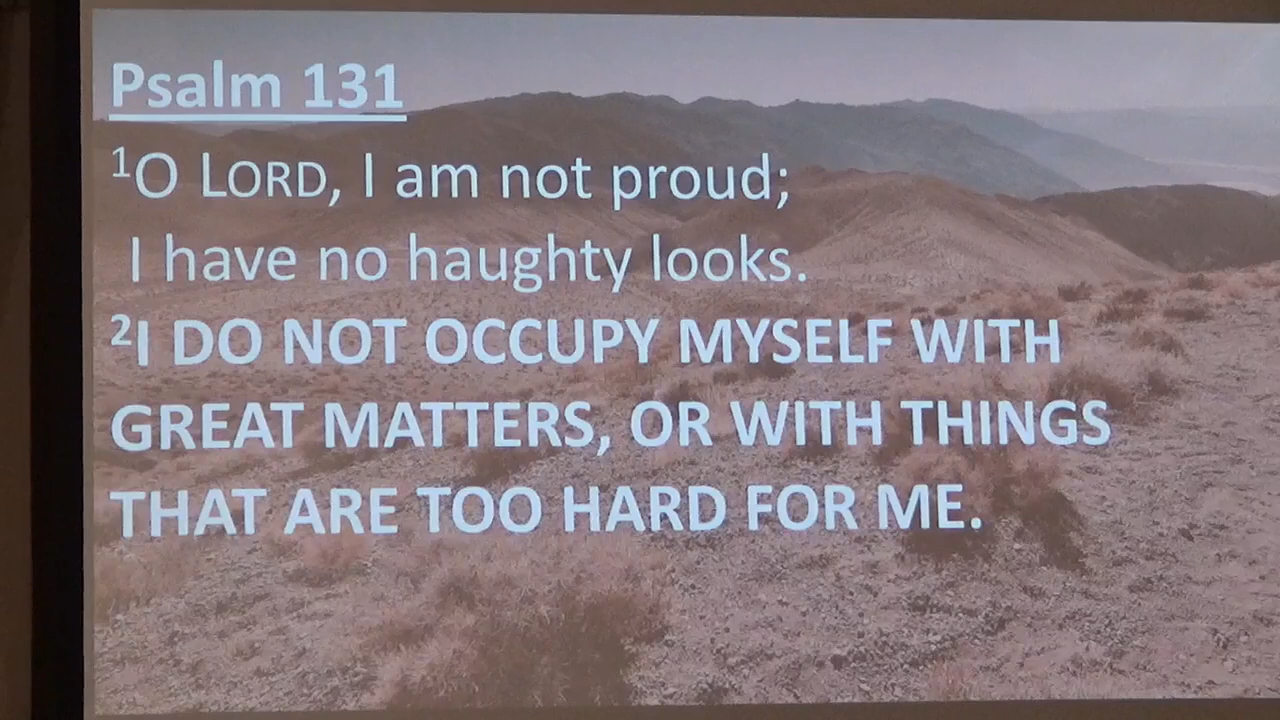 Psalm 131
¹O LORD, I am not proud;
I have no haughty looks.
²I DO NOT OCCUPY MYSELF WITH
GREAT MATTERS, OR WITH THINGS
THAT ARE TOO HARD FOR ME.